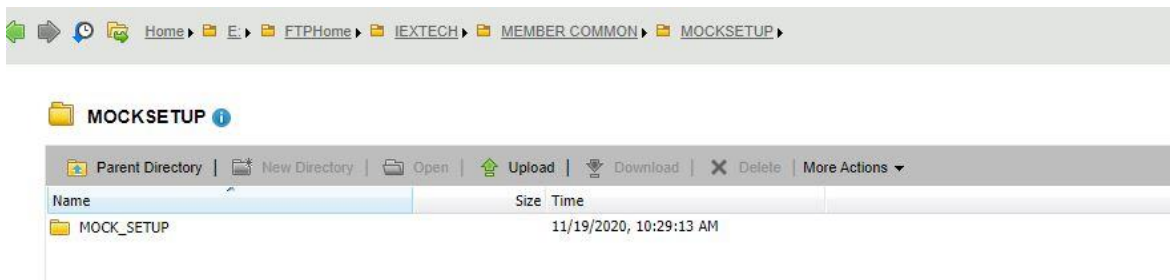 Home E: FTPHome IEXTECH MEMBER COMMON MOCKSETUP
MOCKSETUP
Parent Directory | New Directory | Open | Upload | Download | Delete | More Actions
Name Size Time
MOCK_SETUP 11/19/2020, 10:29:13 AM